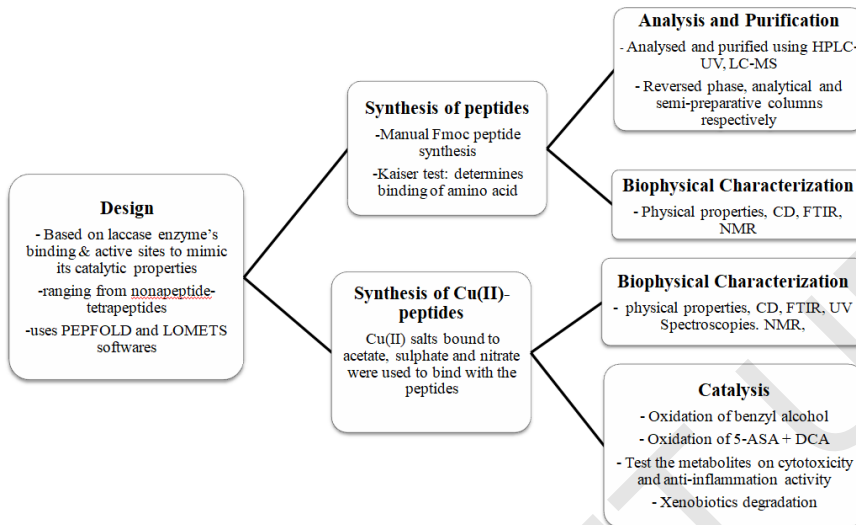 Design
- Based on laccase enzyme's
binding & active sites to mimic
its catalytic properties
-ranging from nonapeptide-
tetrapeptides
-uses PEPFOLD and LOMETS
softwares
Synthesis of peptides
-Manual Fmoc peptide
synthesis
-Kaiser test: determines
binding of amino acid
Synthesis of Cu(II)-
peptides
Cu(II) salts bound to
acetate, sulphate and nitrate
were used to bind with the
peptides
Analysis and Purification
- Analysed and purified using HPLC-
UV, LC-MS
- Reversed phase, analytical and
semi-preparative columns
respectively
Biophysical Characterization
- Physical properties, CD, FTIR,
NMR
Biophysical Characterization
- physical properties, CD, FTIR, UV
Spectroscopies. NMR,
Catalysis
- Oxidation of benzyl alcohol
- Oxidation of 5-ASA + DCA
- Test the metabolites on cytotoxicity
and anti-inflammation activity
- Xenobiotics degradation